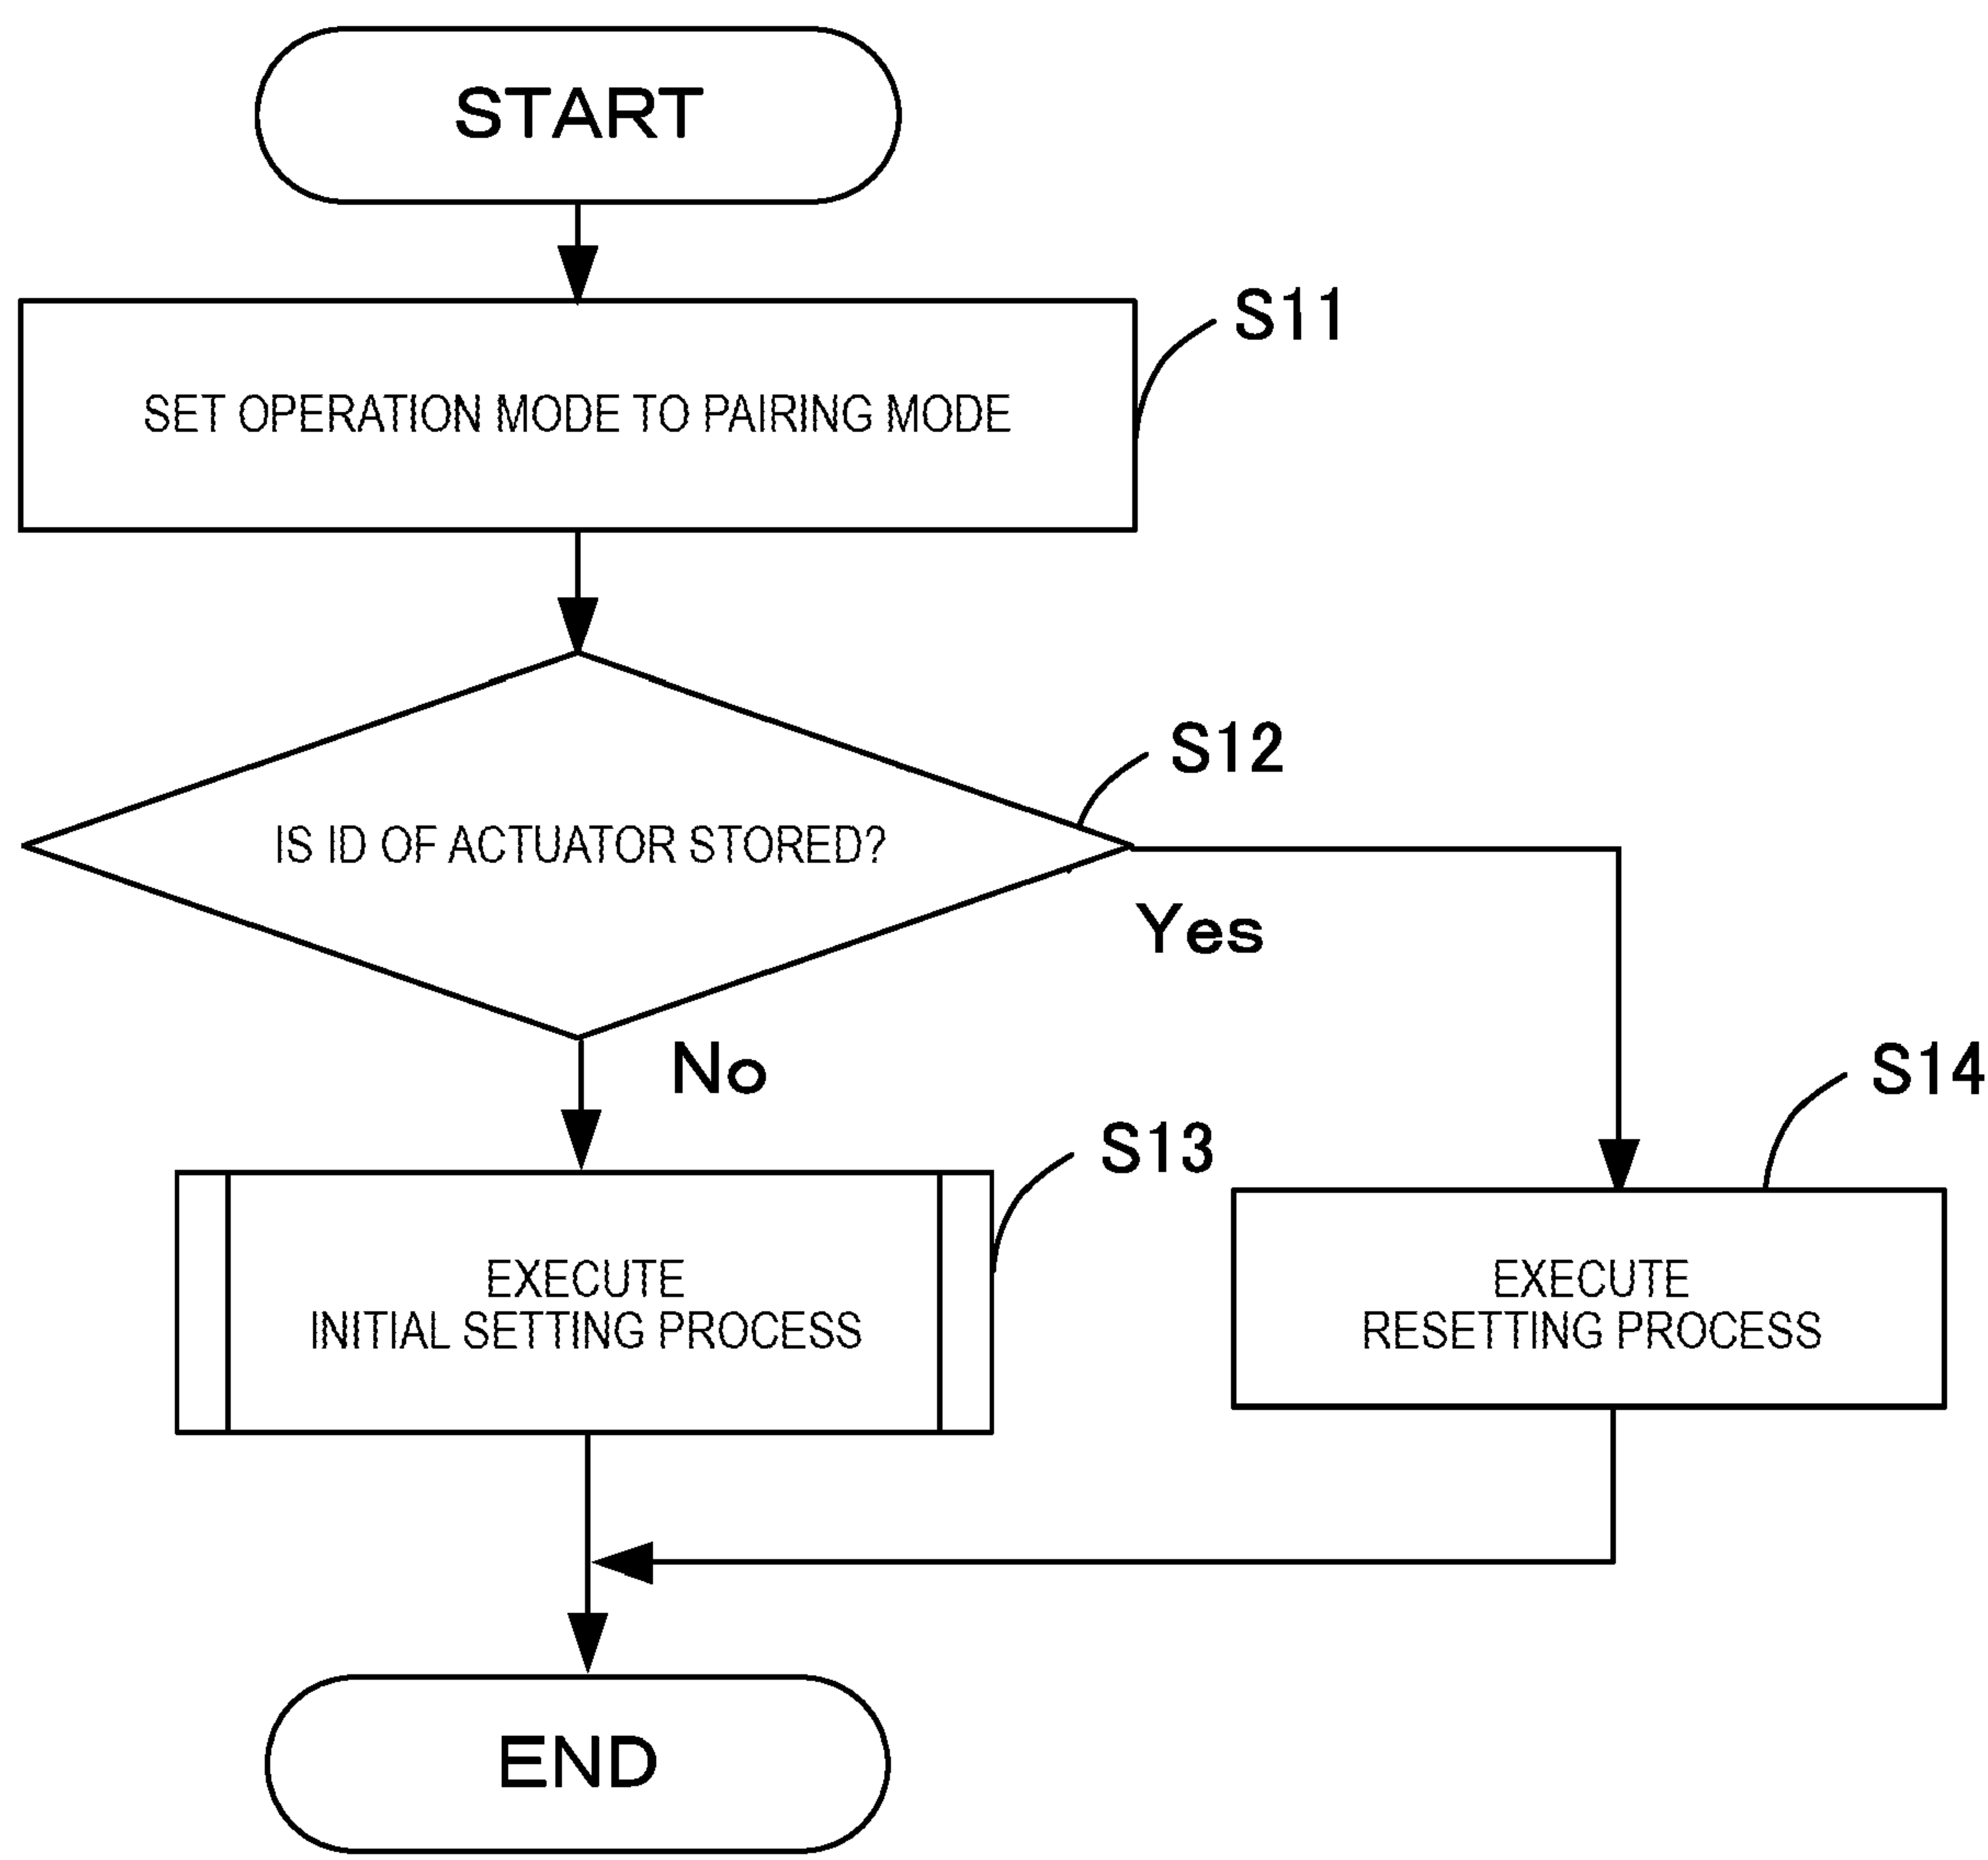 START
S11
SET OPERATION MODE TO PAIRING MODE
S12
IS ID OF ACTUATOR STORED?
Yes
No
S14
S13
EXECUTE
INITIAL SETTING PROCESS
EXECUTE
RESETTING PROCESS
END